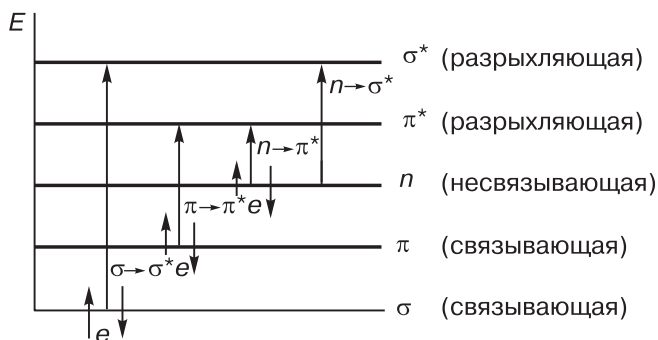 E
σ* (разрыхляющая)
n→σ*
π* (разрыхляющая)
n→π*
n (несвязывающая)
π→π*e
π (связывающая)
σ→σ*e
σ (связывающая)
e